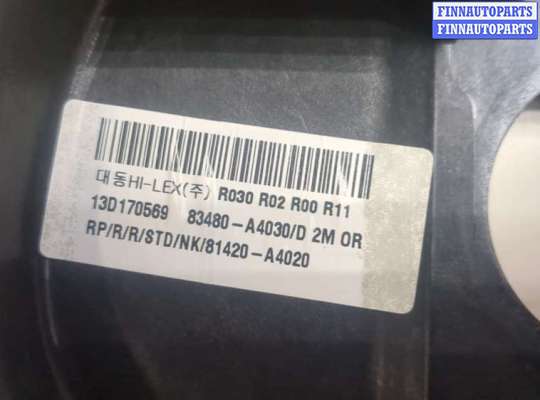 FINNAUTOPARTS
FINNAUTOPARTS
대동HI-LEX(주) R030 R02 R00 R11
13D170569 83480-A4030/D 2M OR
RP/R/R/STD/NK/81420-A4020